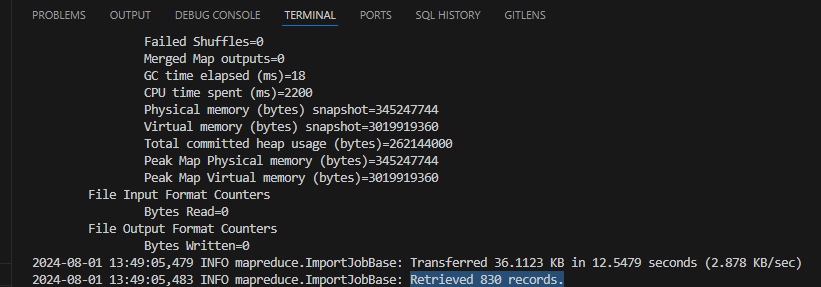 PROBLEMS OUTPUT DEBUG CONSOLE TERMINAL PORTS SQL HISTORY GITLENS
Failed Shuffles=0
Merged Map outputs=0
GC time elapsed (ms)=18
CPU time spent (ms)=2200
Physical memory (bytes) snapshot=345247744
Virtual memory (bytes) snapshot=3019919360
Total committed heap usage (bytes)=262144000
Peak Map Physical memory (bytes)=345247744
Peak Map Virtual memory (bytes)=3019919360
File Input Format Counters
Bytes Read=0
File Output Format Counters
Bytes Written=0
2024-08-01 13:49:05,479 INFO mapreduce.ImportJobBase: Transferred 36.1123 KB in 12.5479 seconds (2.878 KB/sec)
2024-08-01 13:49:05,483 INFO mapreduce.ImportJobBase: Retrieved 830 records.